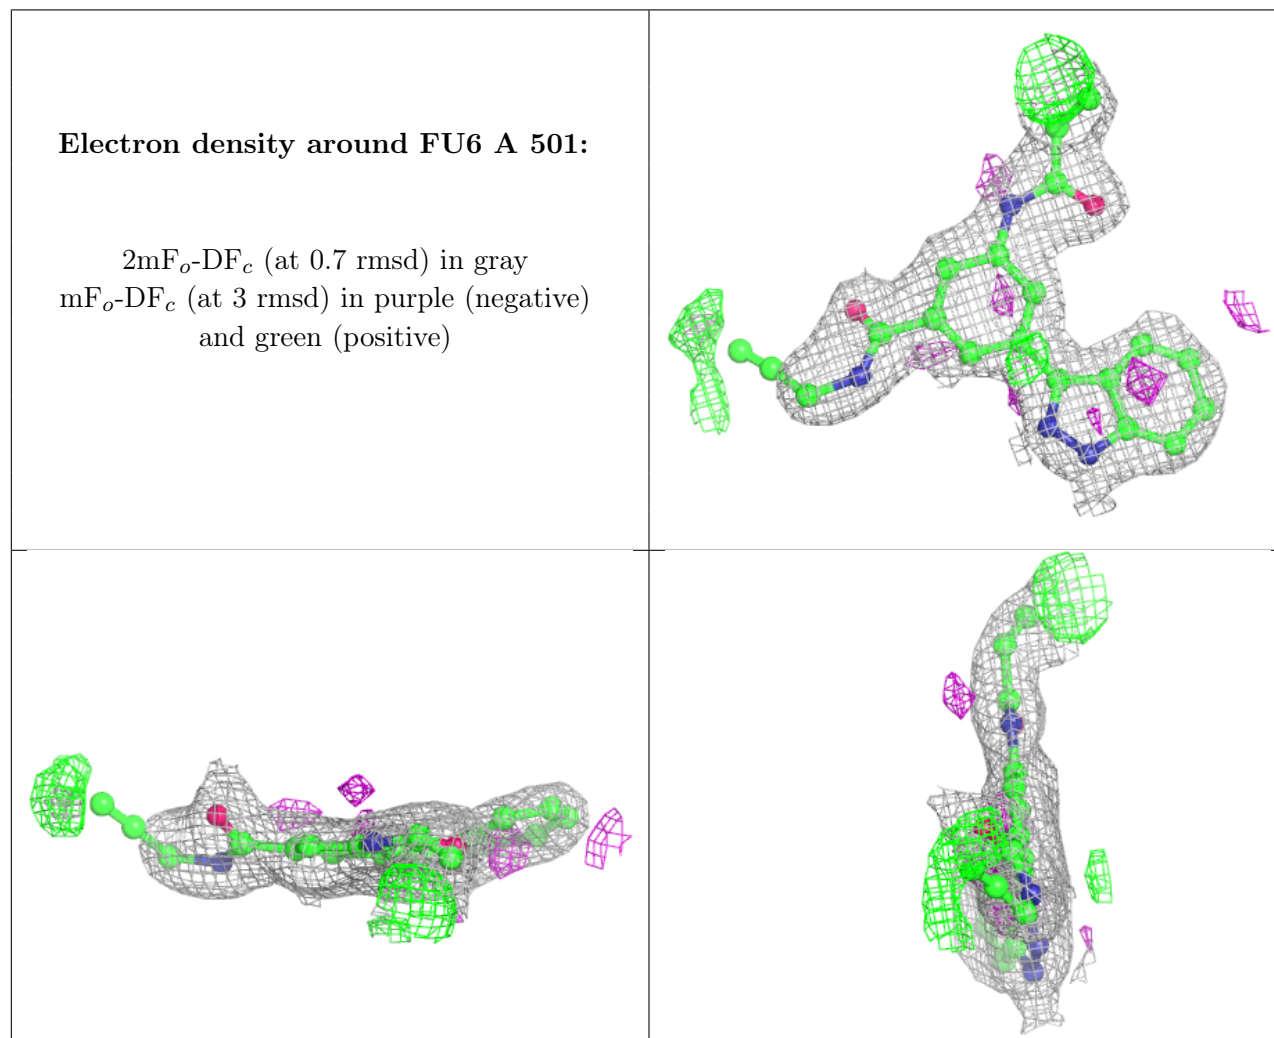 Electron density around FU6 A 501:
2mFₒ-DF𝒸 (at 0.7 rmsd) in gray
mFₒ-DF𝒸 (at 3 rmsd) in purple (negative)
and green (positive)